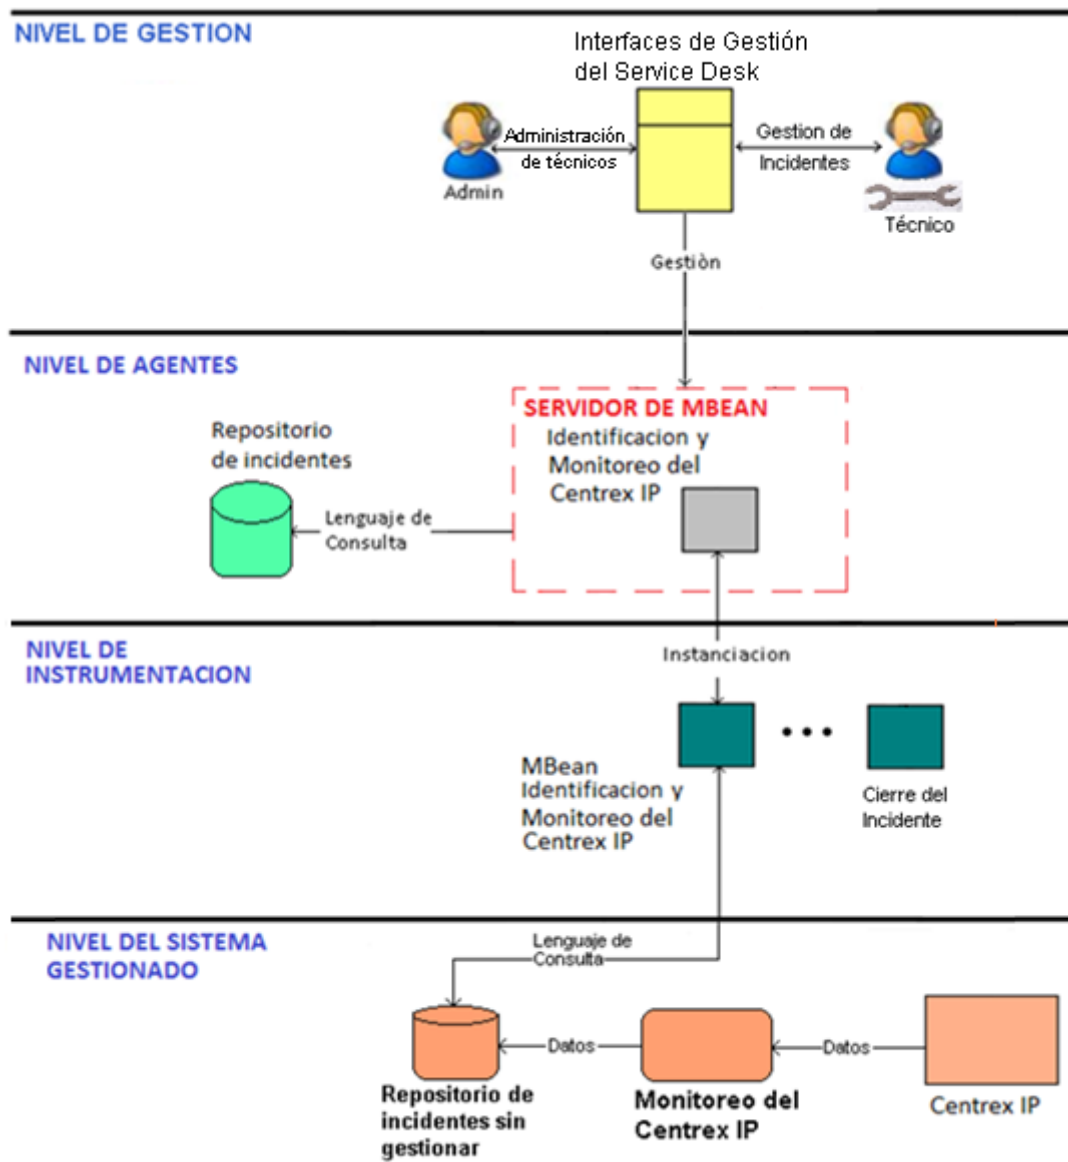 NIVEL DE GESTION
Interfaces de Gestión
del Service Desk
Administración
de técnicos
Gestion de
Incidentes
Admin
Técnico
Gestiòn
NIVEL DE AGENTES
SERVIDOR DE MBEAN
Identificacion y
Monitoreo del
Centrex IP
Repositorio
de incidentes
Lenguaje de
Consulta
NIVEL DE
INSTRUMENTACION
Instanciacion
MBean
Identificacion y
Monitoreo del
Centrex IP
Cierre del
Incidente
NIVEL DEL SISTEMA
GESTIONADO
Lenguaje de
Consulta
Datos
Datos
Repositorio de
incidentes sin
gestionar
Monitoreo del
Centrex IP
Centrex IP